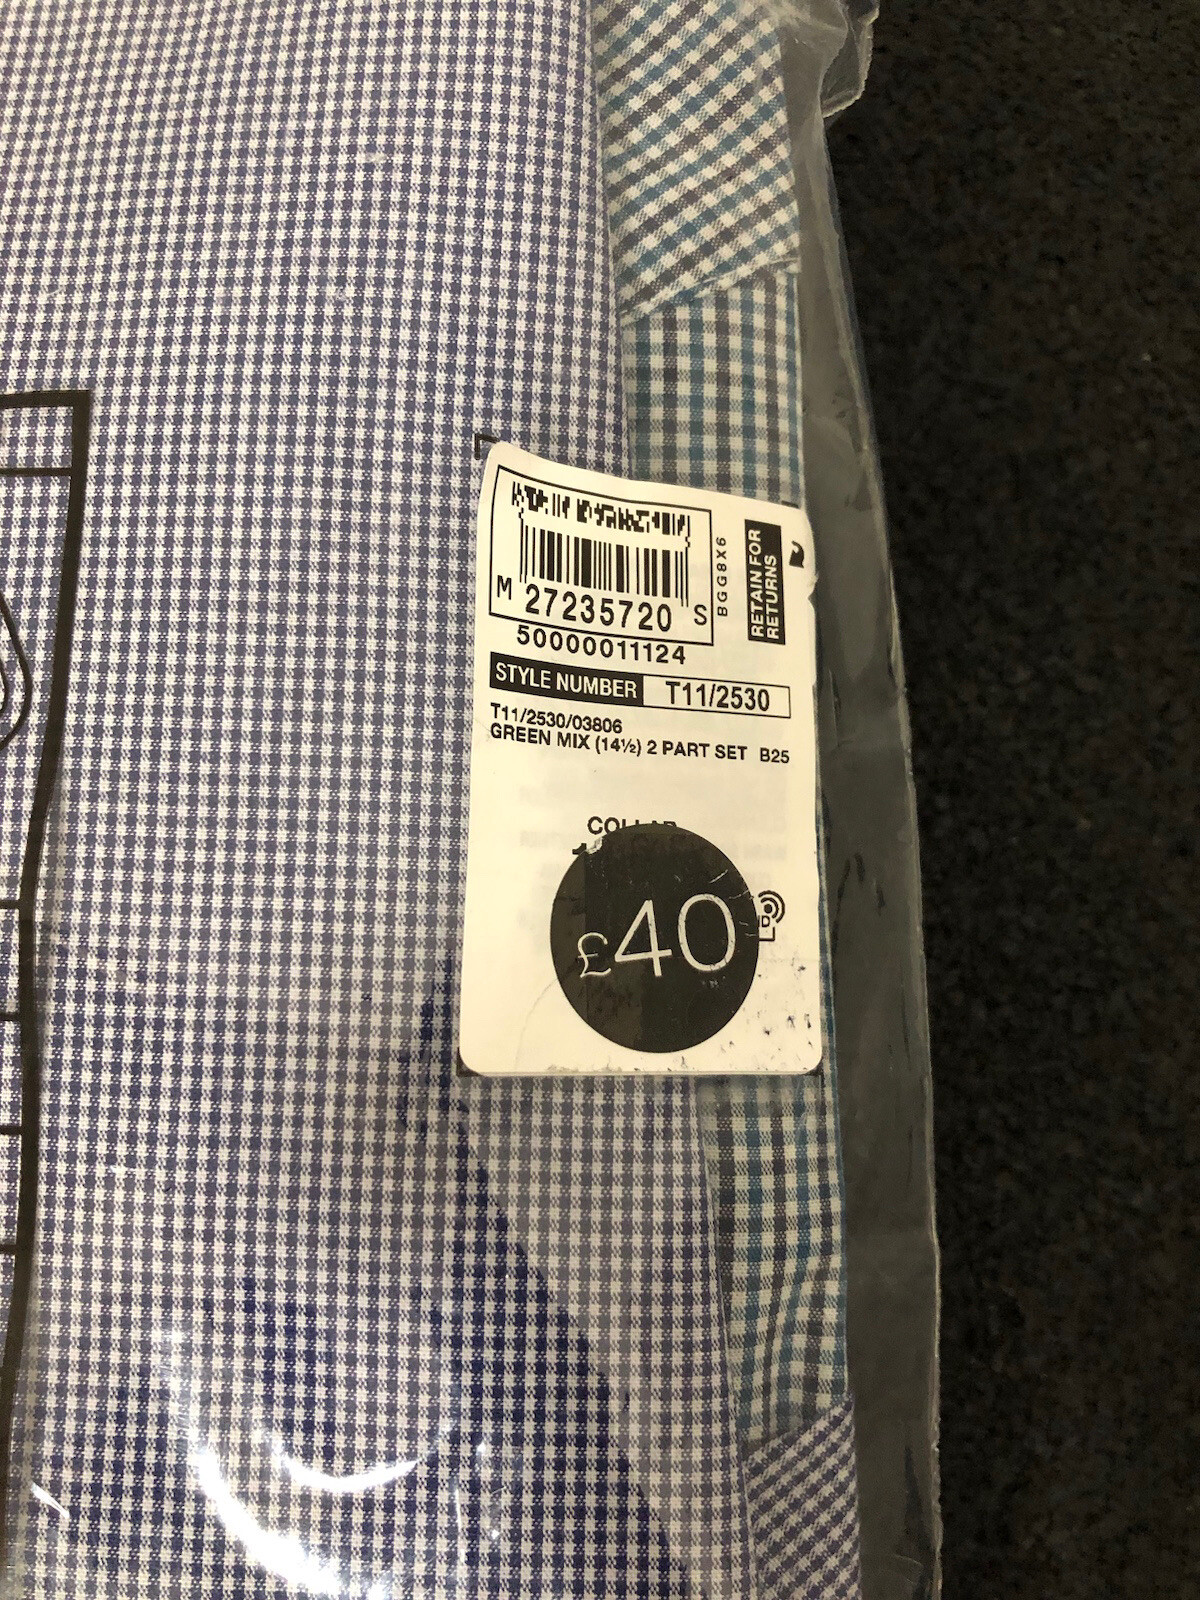 M 27235720 S
BGG8X6
RETAIN FOR
RETURNS
50000011124
STYLE NUMBER T11/2530
T11/2530/03806
GREEN MIX (14½) 2 PART SET B25
COLLAR
£40